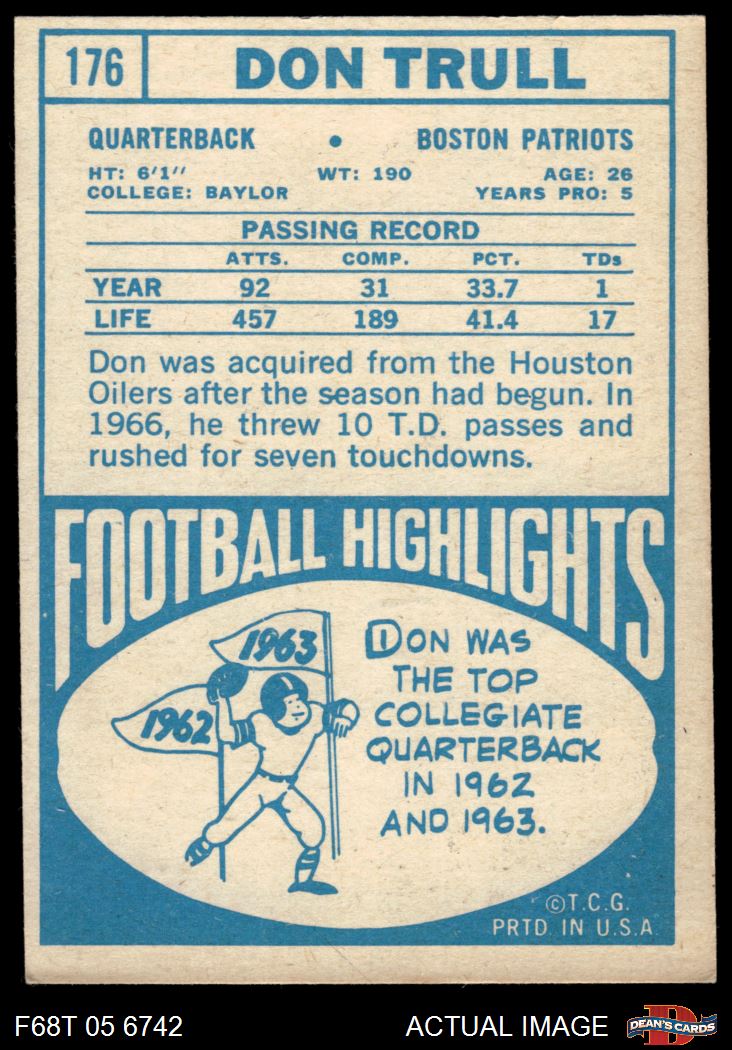 176 DON TRULL
QUARTERBACK • BOSTON PATRIOTS
HT: 6'1" WT: 190 AGE: 26
COLLEGE: BAYLOR YEARS PRO: 5
PASSING RECORD
ATTS. COMP. PCT. TDs
YEAR 92 31 33.7 1
LIFE 457 189 41.4 17
Don was acquired from the Houston
Oilers after the season had begun. In
1966, he threw 10 T.D. passes and
rushed for seven touchdowns.
FOOTBALL HIGHLIGHTS
1963
1962
DON WAS
THE TOP
COLLEGIATE
QUARTERBACK
IN 1962
AND 1963.
©T.C.G.
PRTD. IN U.S.A.
F68T 05 6742 ACTUAL IMAGE
D
DEAN'S CARDS